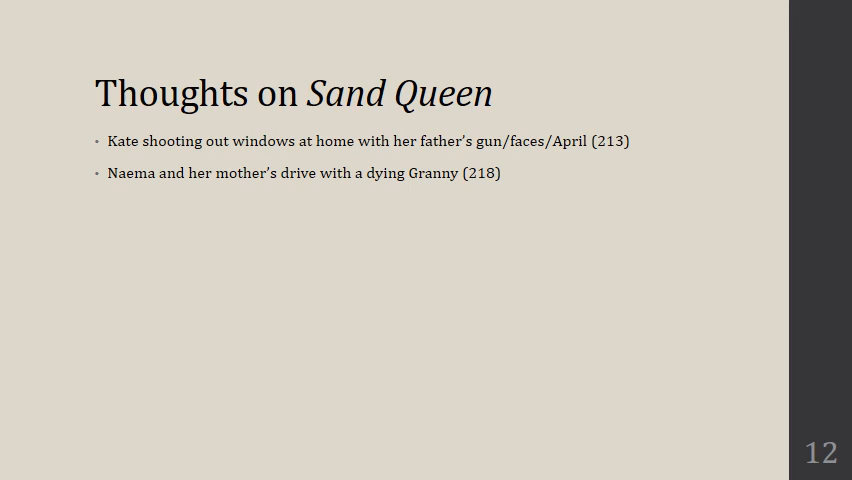 Thoughts on Sand Queen
• Kate shooting out windows at home with her father’s gun/faces/April (213)
• Naema and her mother’s drive with a dying Granny (218)
12